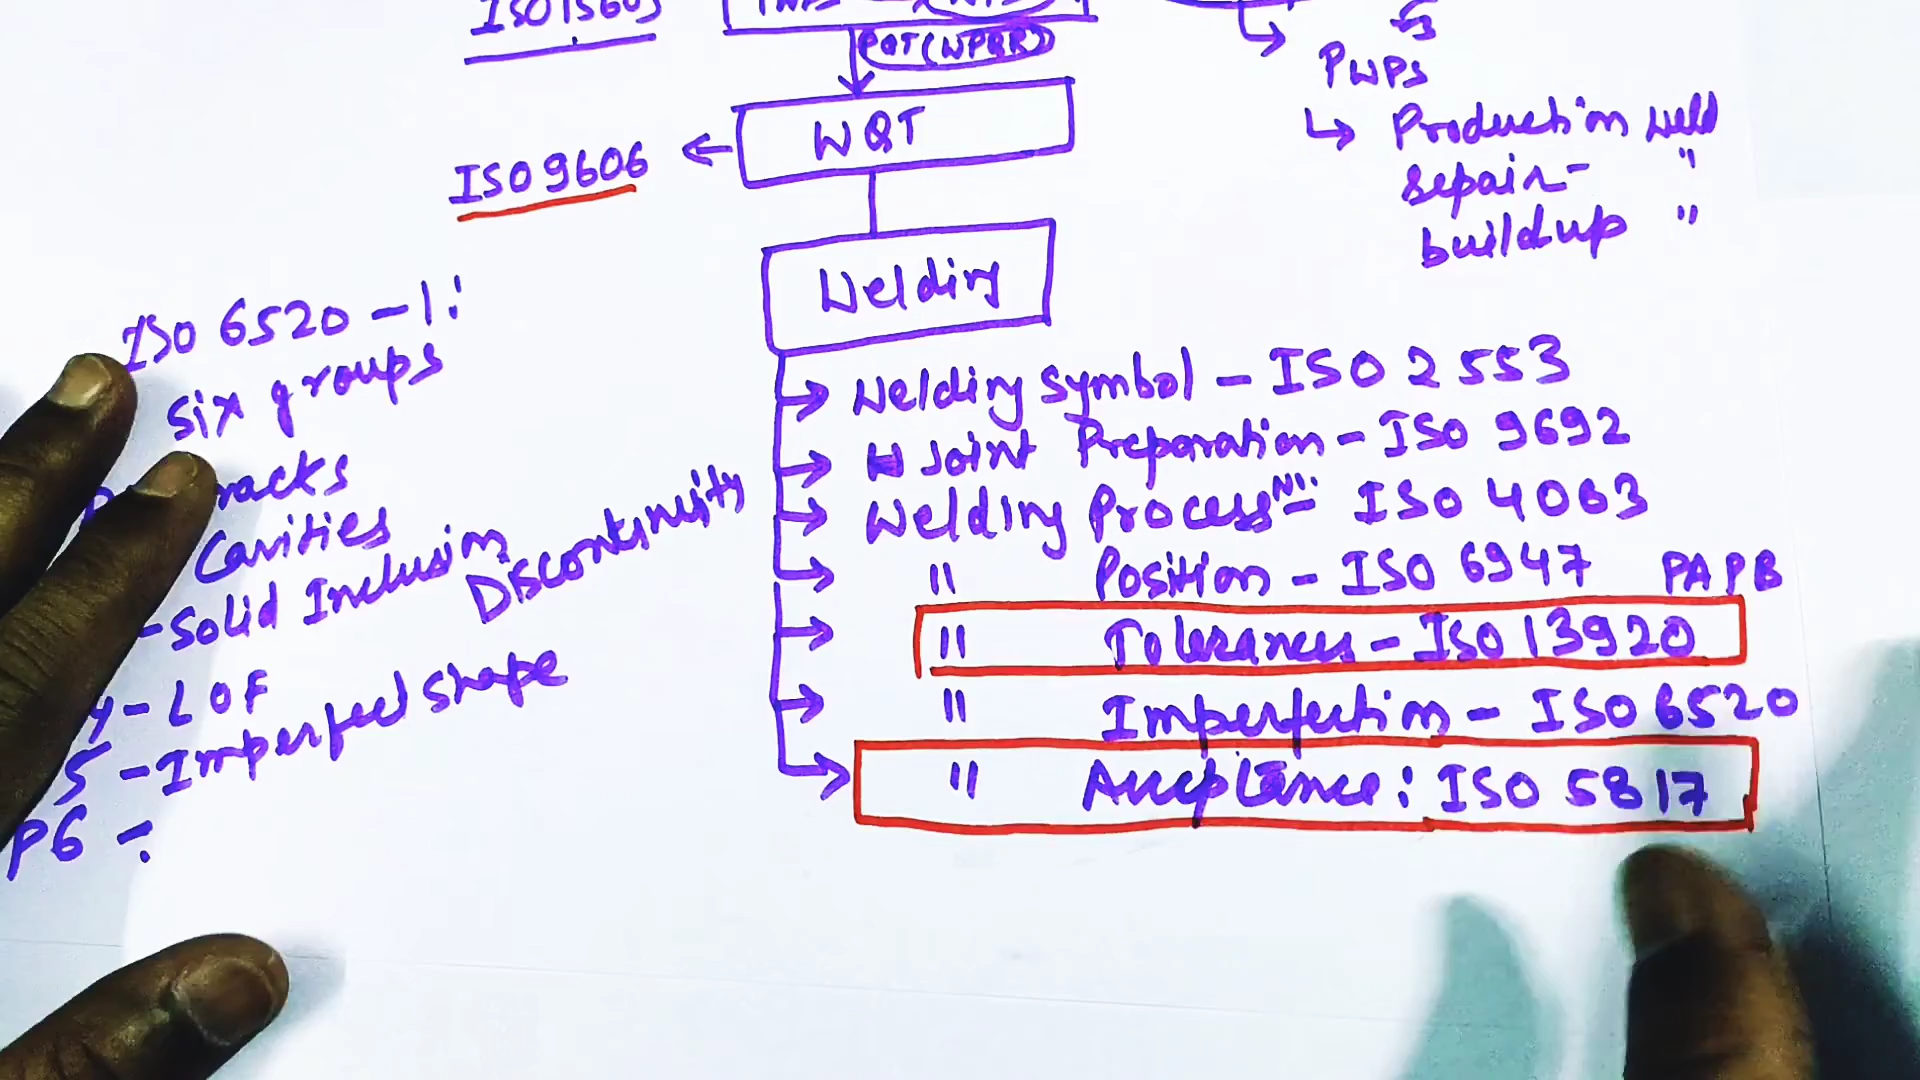 ISO 15609
PQT (WPQR)
PWPS
WQT
↳ Production weld
ISO 9606 ←
repair- "
buildup "
Welding
ISO 6520 -1:
six groups
racks
Cavities
-Solid Inclusion
Discontinuity
4- LOF
5 -Imperfect shape
P6 -:
→ Welding symbol - ISO 2553
→ W Joint Preparation - ISO 9692
→ Welding Process No. - ISO 4063
→ " Position - ISO 6947 PA PB
→ " Tolerances - ISO 13920
→ " Imperfection - ISO 6520
→ " Acceptance: ISO 5817